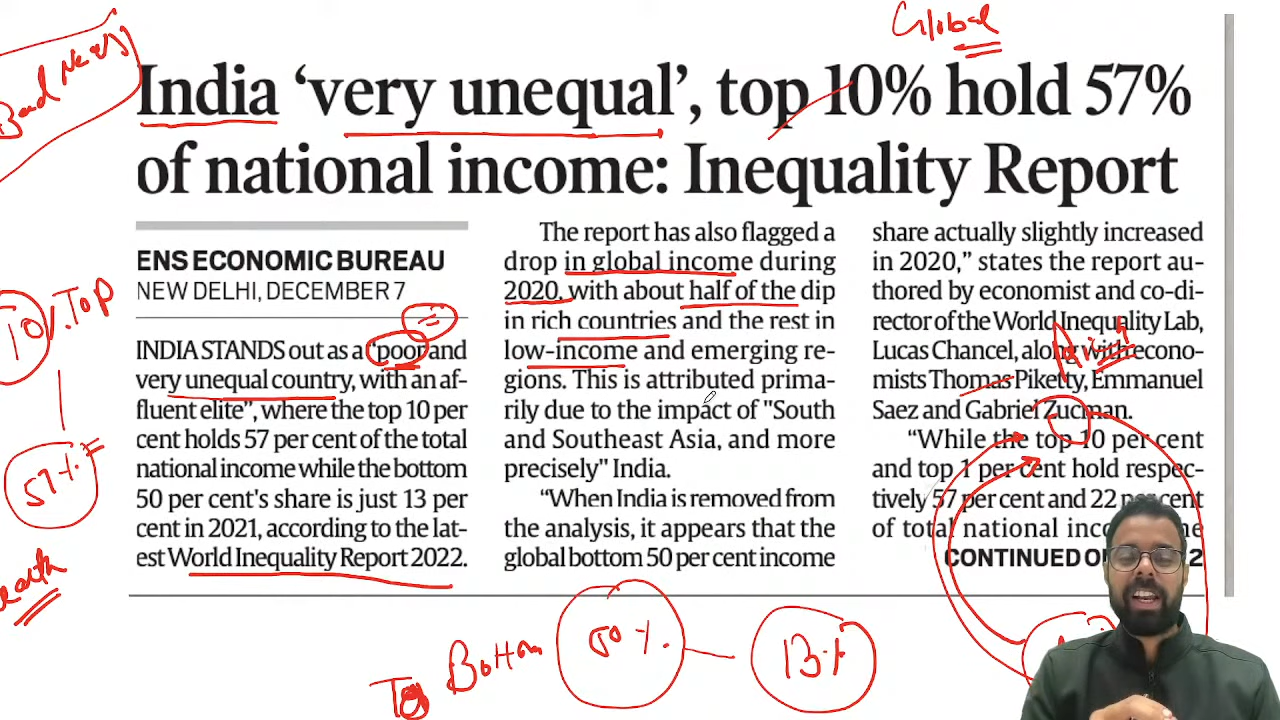 Global
Bad News
India ‘very unequal’, top 10% hold 57%
of national income: Inequality Report
ENS ECONOMIC BUREAU
NEW DELHI, DECEMBER 7
INDIA STANDS out as a “poor and
very unequal country, with an af-
fluent elite”, where the top 10 per
cent holds 57 per cent of the total
national income while the bottom
50 per cent's share is just 13 per
cent in 2021, according to the lat-
est World Inequality Report 2022.
The report has also flagged a
drop in global income during
2020, with about half of the dip
in rich countries and the rest in
low-income and emerging re-
gions. This is attributed prima-
rily due to the impact of "South
and Southeast Asia, and more
precisely" India.
“When India is removed from
the analysis, it appears that the
global bottom 50 per cent income
share actually slightly increased
in 2020,” states the report au-
thored by economist and co-di-
rector of the World Inequality Lab,
Lucas Chancel, along with econo-
mists Thomas Piketty, Emmanuel
Saez and Gabriel Zucman.
“While the top 10 per cent
and top 1 per cent hold respec-
tively 57 per cent and 22 per cent
of total national income
CONTINUED ON 2
10%. Top
57%
Bottom 50%. 13%